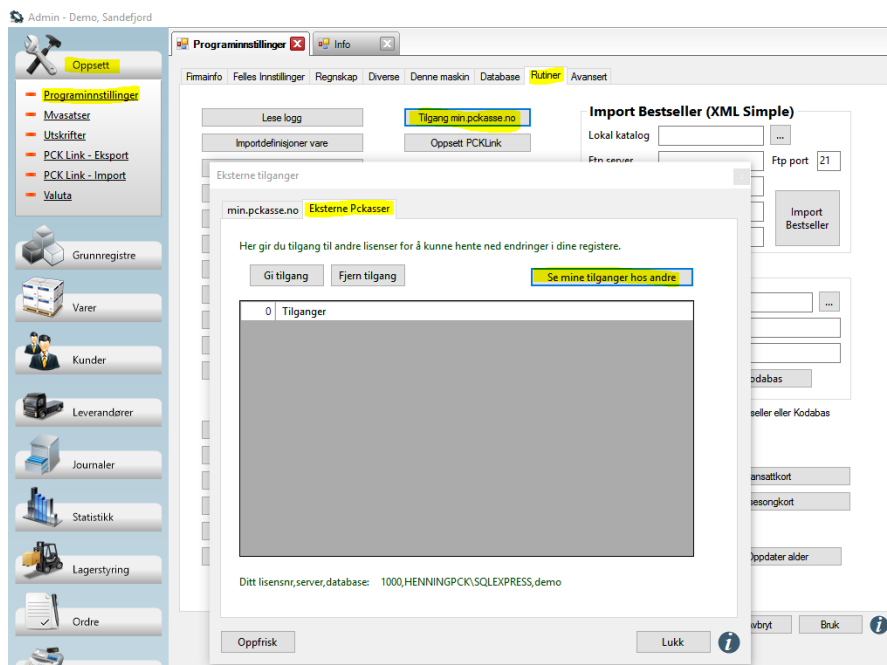 Admin - Demo, Sandefjord
Oppsett
Programinnstillinger
Mvasatser
Utskrifter
PCK Link - Eksport
PCK Link - Import
Valuta
Grunnregistre
Varer
Kunder
Leverandører
Journaler
Statistikk
Lagerstyring
Ordre
Programinnstillinger
Info
Firmainfo Felles Innstillinger Regnskap Diverse Denne maskin Database Rutiner Avansert
Lese logg
Tilgang min.pckasse.no
Importdefinisjoner vare
Oppsett PCKLink
Import Bestseller (XML Simple)
Lokal katalog ...
Ftp server Ftp port 21
Import
Bestseller
...
odabas
seller eller Kodabas
ansattkort
esongkort
Oppdater alder
vbryt Bruk
Eksterne tilganger
min.pckasse.no Eksterne Pckasser
Her gir du tilgang til andre lisenser for å kunne hente ned endringer i dine registere.
Gi tilgang Fjern tilgang Se mine tilganger hos andre
0 Tilganger
Ditt lisensnr,server,database: 1000,HENNINGPCK\SQLEXPRESS,demo
Oppfrisk Lukk